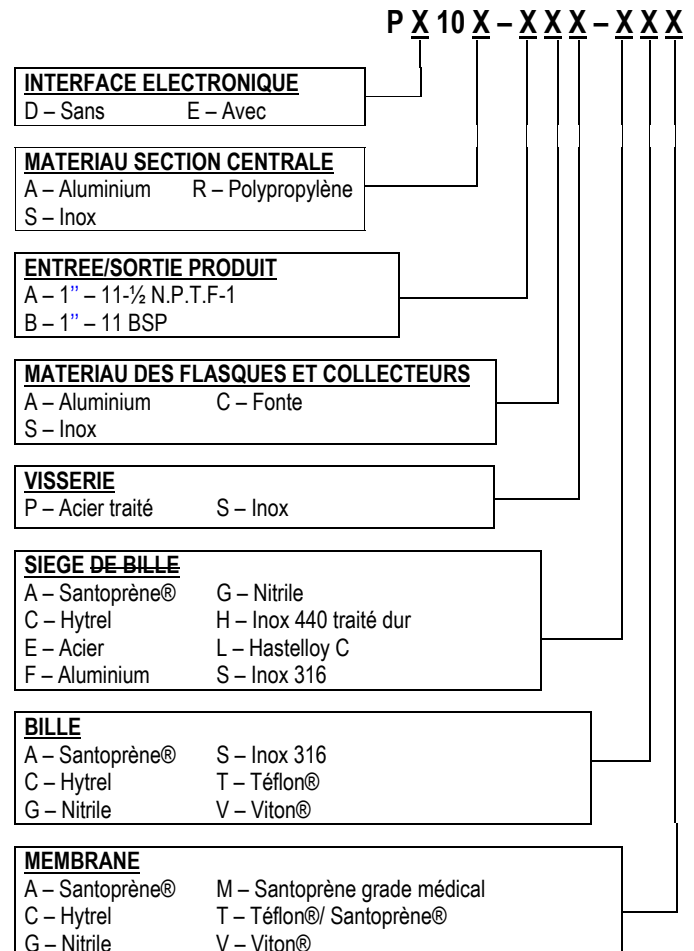 P X 10 X – X X X – X X X
INTERFACE ELECTRONIQUE
D – Sans E – Avec
MATERIAU SECTION CENTRALE
A – Aluminium R – Polypropylène
S – Inox
ENTREE/SORTIE PRODUIT
A – 1’’ – 11-½ N.P.T.F-1
B – 1’’ – 11 BSP
MATERIAU DES FLASQUES ET COLLECTEURS
A – Aluminium C – Fonte
S – Inox
VISSERIE
P – Acier traité S – Inox
SIEGE DE BILLE
A – Santoprène® G – Nitrile
C – Hytrel H – Inox 440 traité dur
E – Acier L – Hastelloy C
F – Aluminium S – Inox 316
BILLE
A – Santoprène® S – Inox 316
C – Hytrel T – Téflon®
G – Nitrile V – Viton®
MEMBRANE
A – Santoprène® M – Santoprène grade médical
C – Hytrel T – Téflon®/ Santoprène®
G – Nitrile V – Viton®